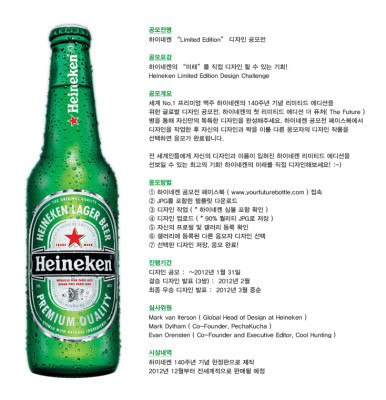 Heineken
HEINEKEN LAGER BEER
Heineken
PREMIUM QUALITY
공모전명
하이네켄 “Limited Edition” 디자인 공모전
공모요강
하이네켄의 “미래”를 직접 디자인 할 수 있는 기회!
Heineken Limited Edition Design Challenge
공모개요
세계 No.1 프리미엄 맥주 하이네켄의 140주년 기념 리미티드 에디션을
위한 글로벌 디자인 공모전, 하이네켄의 첫 리미티드 에디션 더 퓨처( The Future )
병을 통해 자신만의 독특한 디자인을 완성해주세요. 하이네켄 공모전 페이스북에서
디자인을 작업한 후 자신의 디자인과 짝을 이룰 다른 응모자의 디자인 작품을
선택하면 응모가 완료됩니다.
전 세계인들에게 자신의 디자인과 이름이 입혀진 하이네켄 리미티드 에디션을
선보일 수 있는 최고의 기회! 하이네켄의 미래를 직접 디자인해보세요! :-)
응모방법
① 하이네켄 공모전 페이스북 ( www.yourfuturebottle.com ) 접속
② JPG를 포함한 템플릿 다운로드
③ 디자인 작업 ( * 하이네켄 심볼 포함 확인 )
④ 디자인 업로드 ( * 90% 퀄리티 JPG로 저장 )
⑤ 자신의 프로필 및 갤러리 등록
⑥ 갤러리에 등록된 다른 응모자 디자인 선택
⑦ 선택한 디자인 저장, 응모 완료!
진행기간
디자인 공모 : ~2012년 1월 31일
결승 디자인 발표 (3쌍) : 2012년 2월
최종 우승 디자인 발표 : 2012년 3월 중순
심사위원
Mark van Iterson ( Global Head of Design at Heineken )
Mark Dytham ( Co-Founder, PechaKucha )
Evan Orensten ( Co-Founder and Executive Editor, Cool Hunting )
시상내역
하이네켄 140주년 기념 한정판으로 제작
2012년 12월부터 전세계적으로 판매될 예정